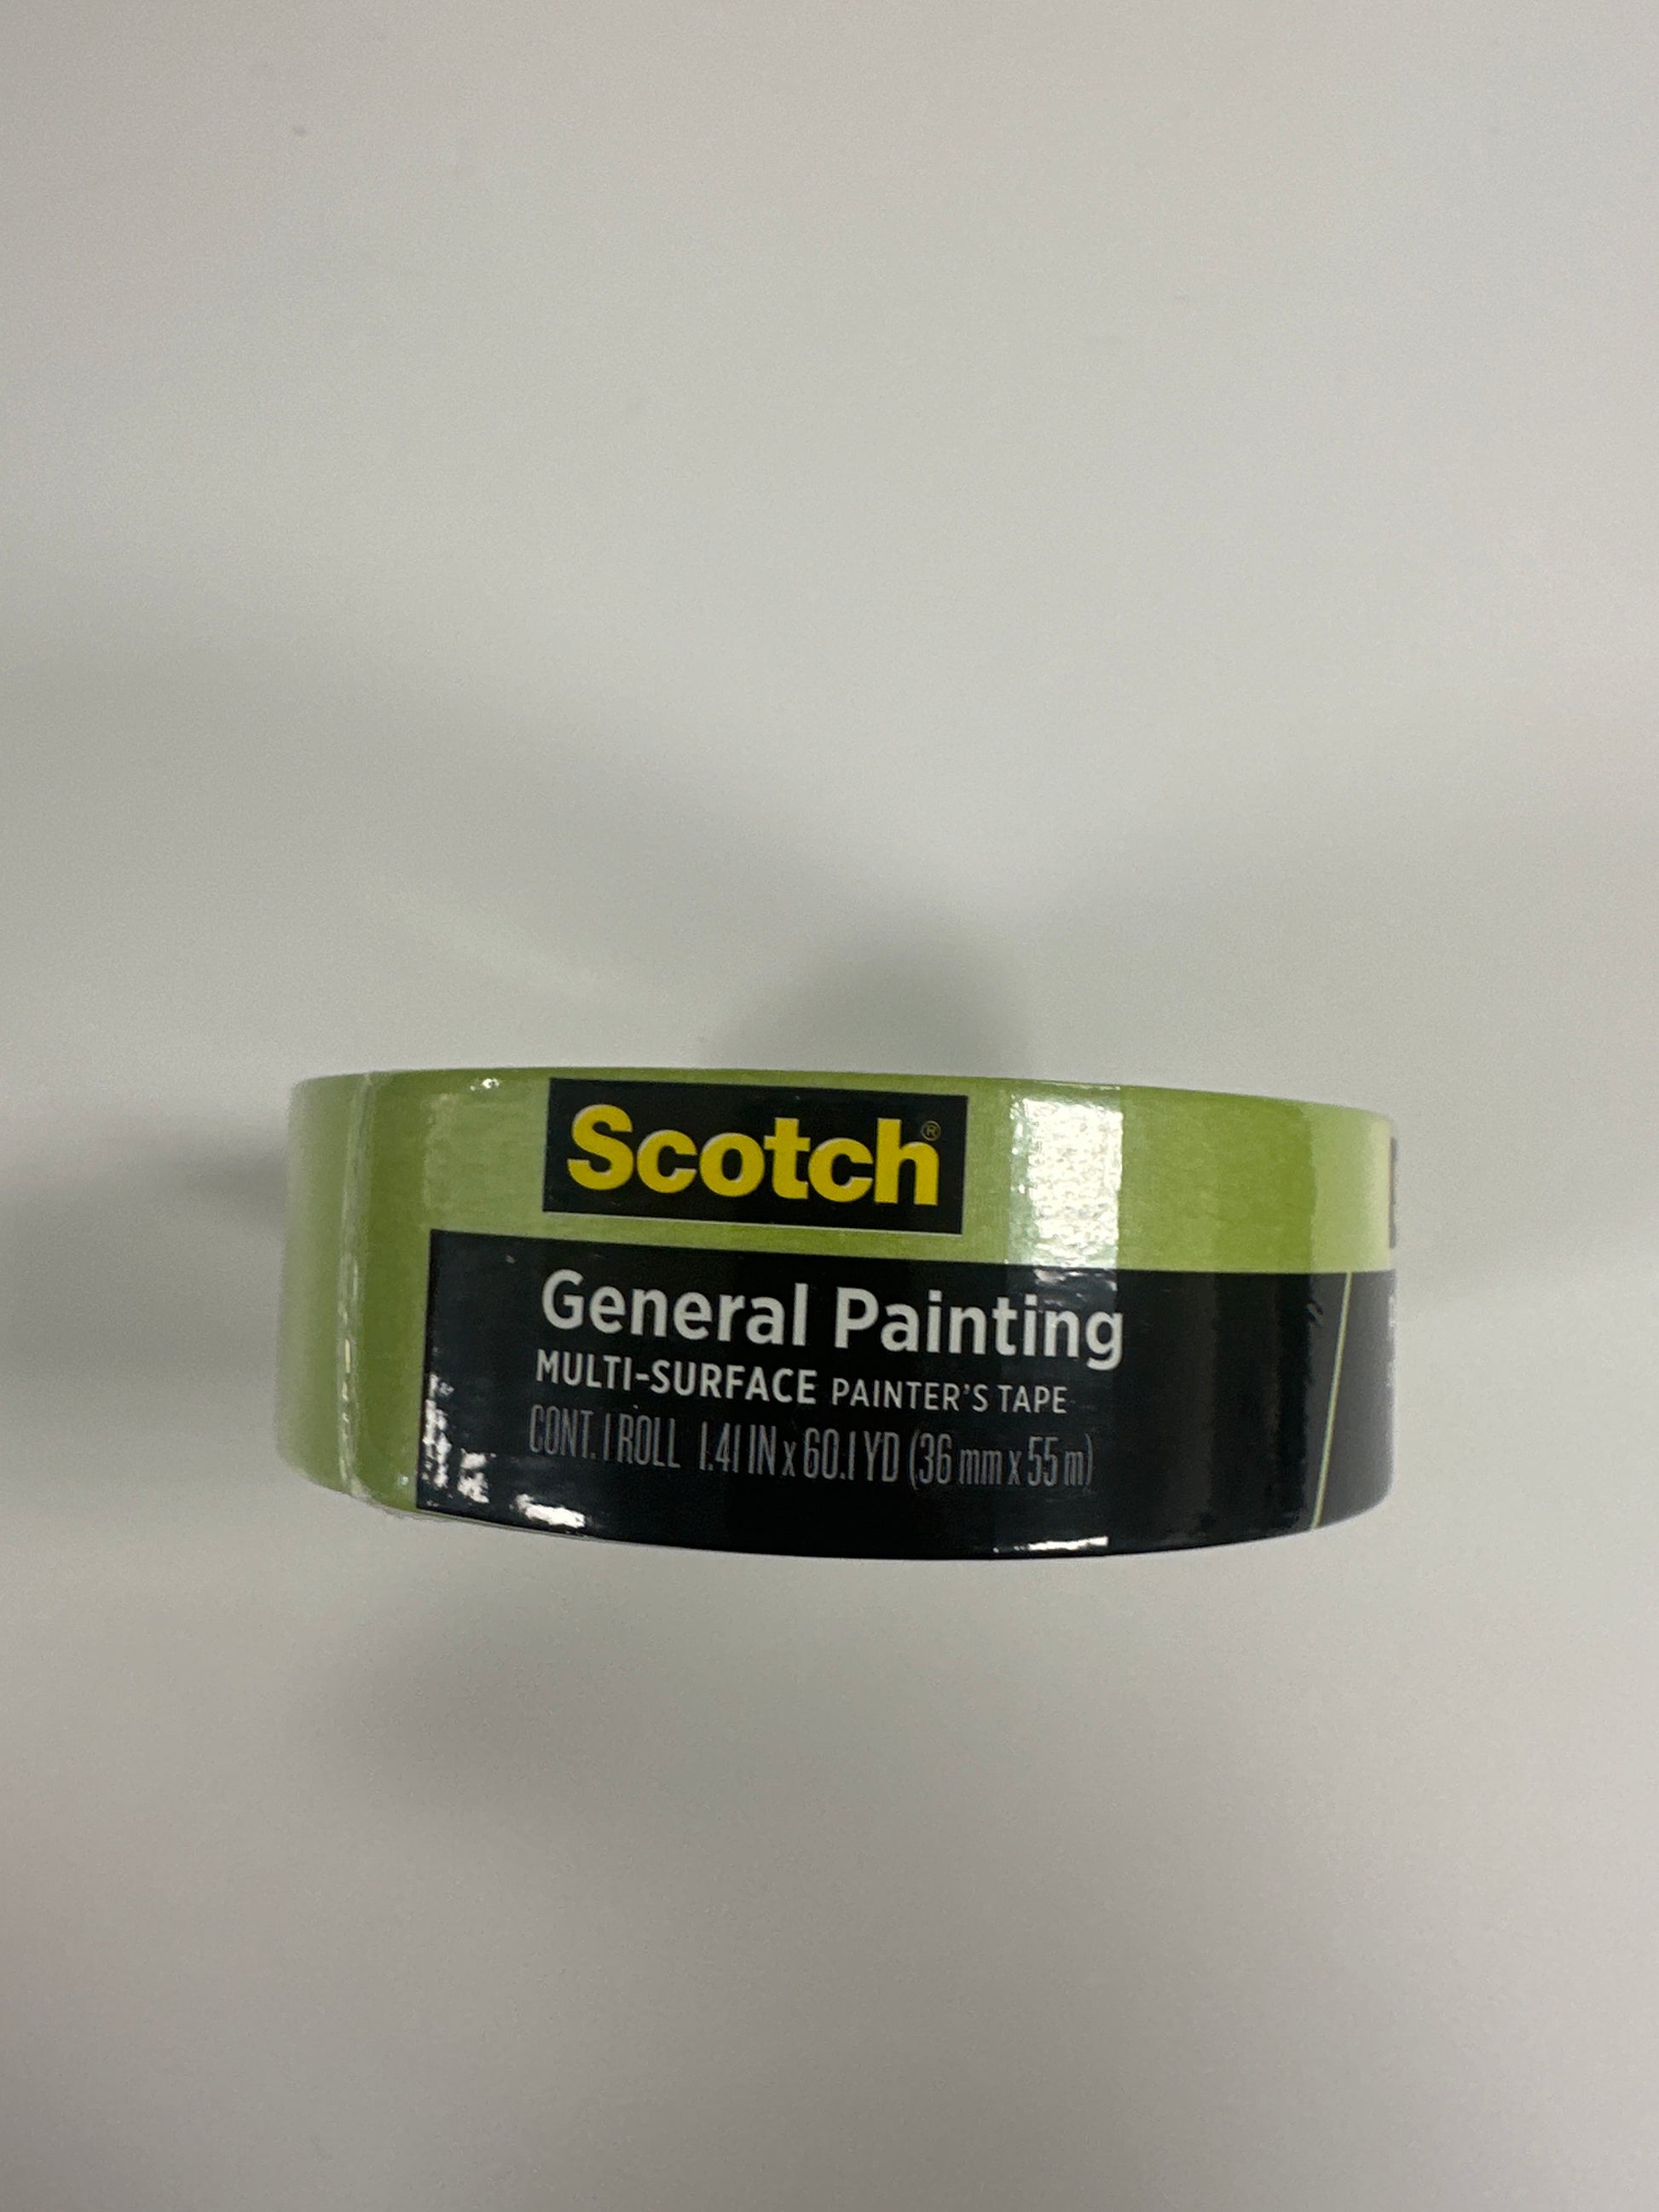 Scotch®
General Painting
MULTI-SURFACE PAINTER'S TAPE
CONT. 1 ROLL 1.41 IN x 60.1 YD (36 mm x 55 m)